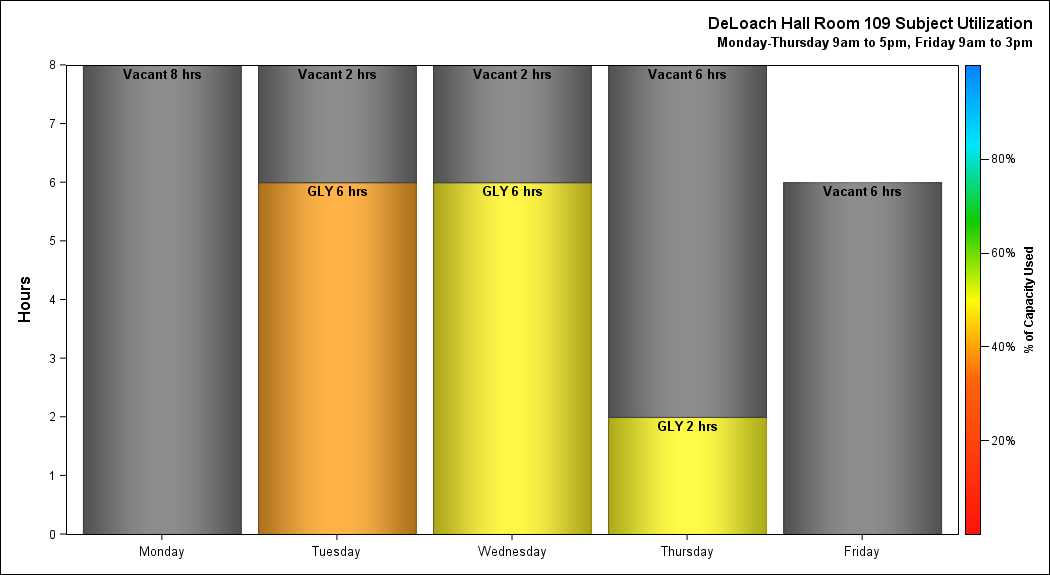 DeLoach Hall Room 109 Subject Utilization
Monday-Thursday 9am to 5pm, Friday 9am to 3pm
Hours
8
7
6
5
4
3
2
1
0
Vacant 8 hrs
Vacant 2 hrs
Vacant 2 hrs
Vacant 6 hrs
GLY 6 hrs
GLY 6 hrs
Vacant 6 hrs
GLY 2 hrs
Monday
Tuesday
Wednesday
Thursday
Friday
80%
60%
40%
20%
% of Capacity Used